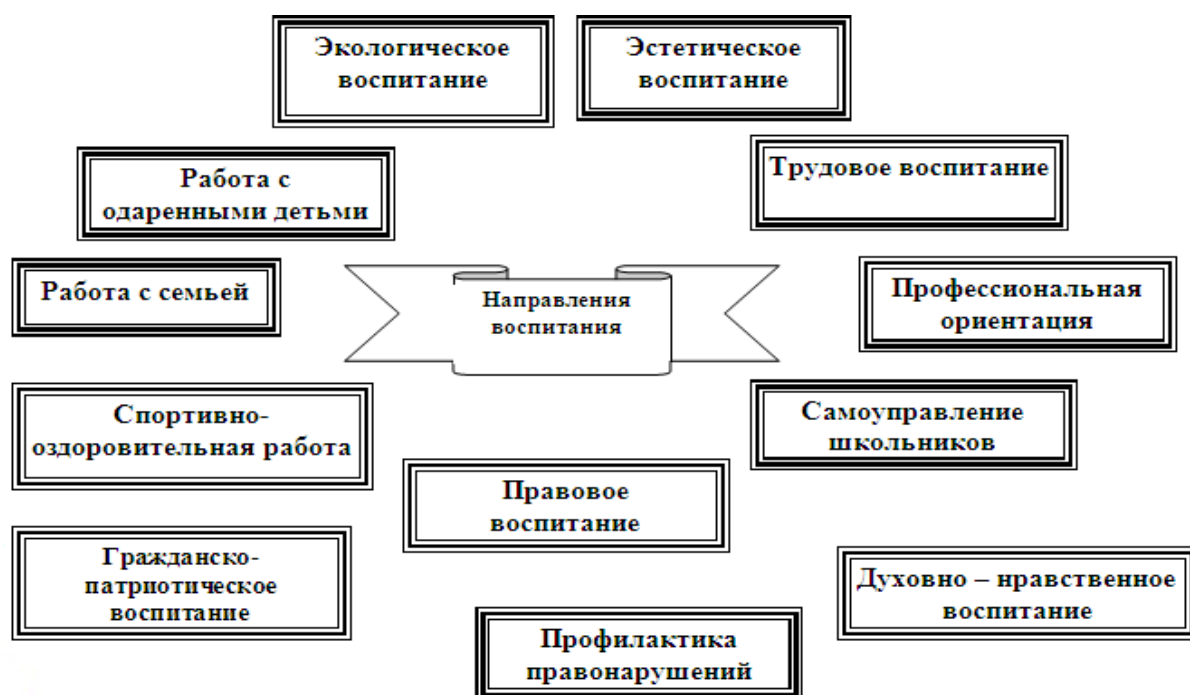 Экологическое
воспитание
Эстетическое
воспитание
Трудовое воспитание
Работа с
одаренными детьми
Работа с семьей
Направления
воспитания
Профессиональная
ориентация
Спортивно-
оздоровительная работа
Самоуправление
школьников
Правовое
воспитание
Гражданско-
патриотическое
воспитание
Духовно – нравственное
воспитание
Профилактика
правонарушений